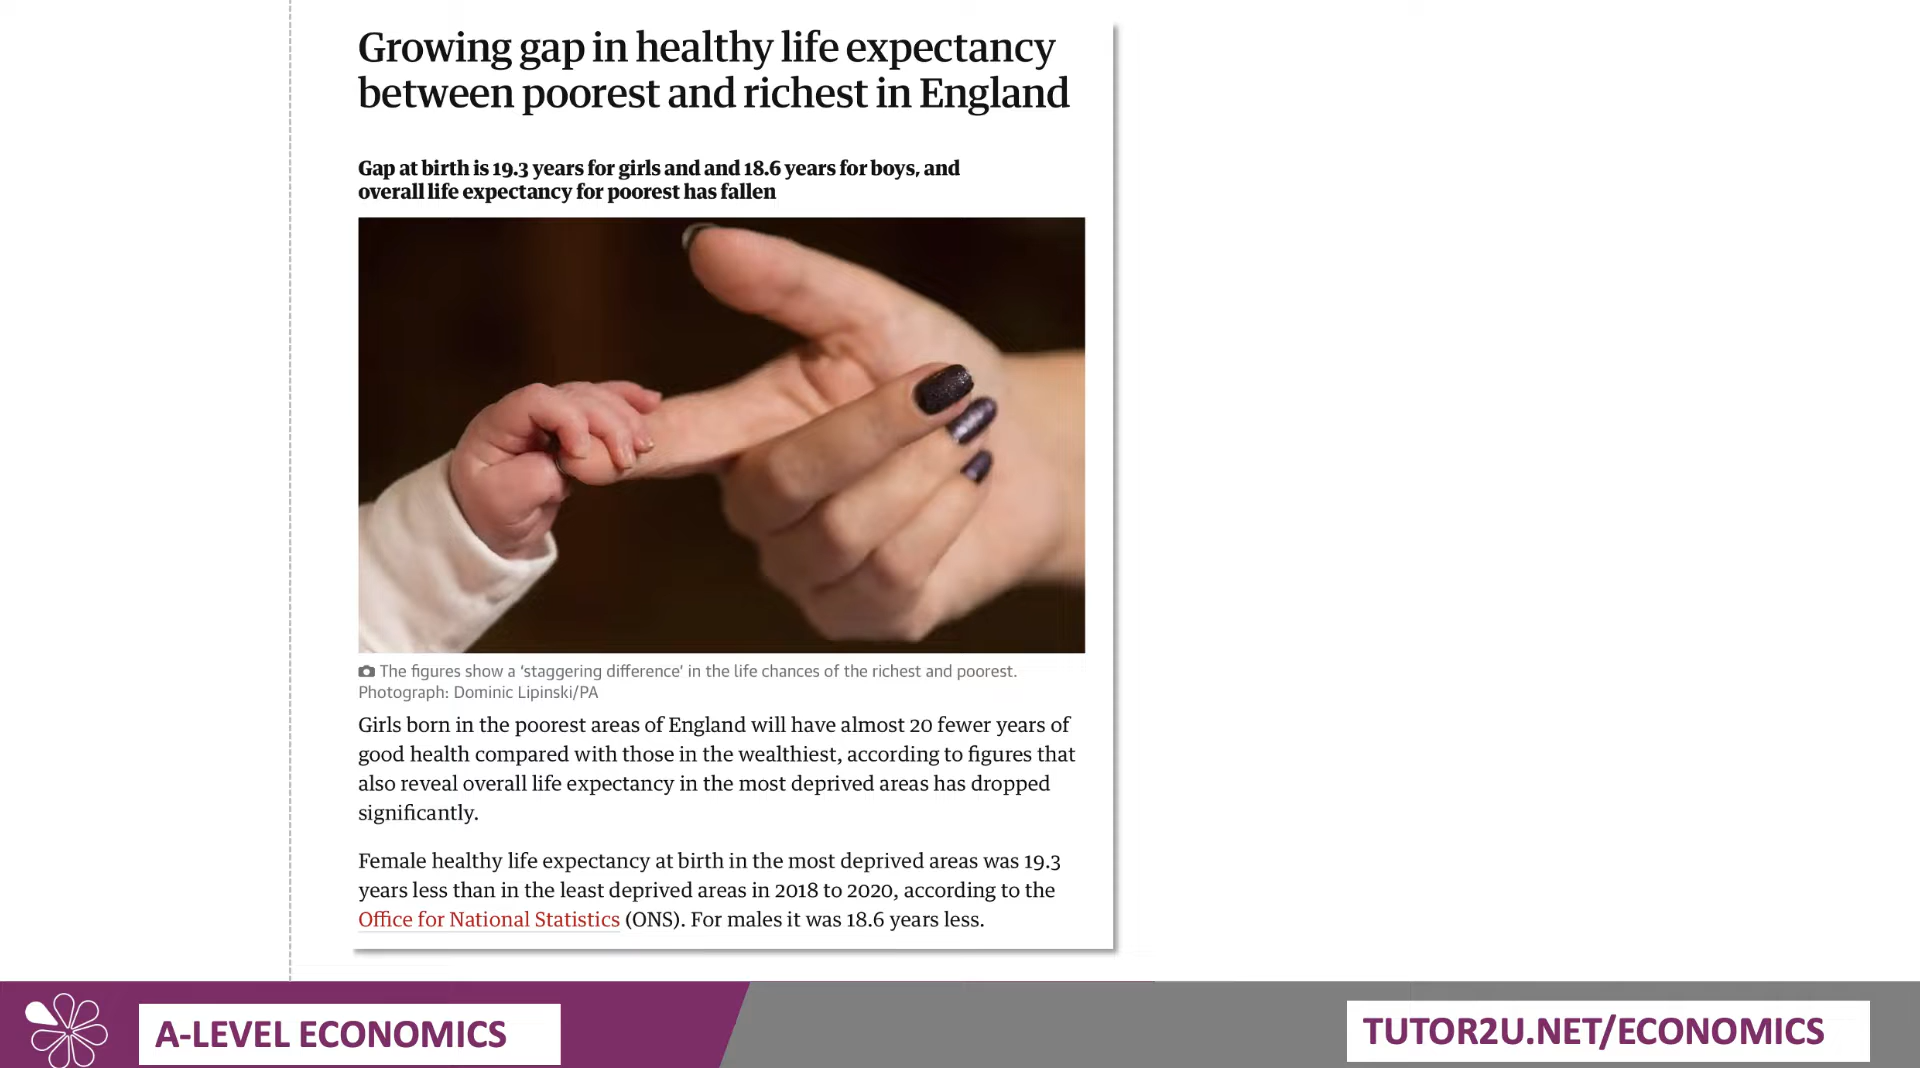 Growing gap in healthy life expectancy
between poorest and richest in England
Gap at birth is 19.3 years for girls and and 18.6 years for boys, and
overall life expectancy for poorest has fallen
The figures show a ‘staggering difference’ in the life chances of the richest and poorest.
Photograph: Dominic Lipinski/PA
Girls born in the poorest areas of England will have almost 20 fewer years of
good health compared with those in the wealthiest, according to figures that
also reveal overall life expectancy in the most deprived areas has dropped
significantly.
Female healthy life expectancy at birth in the most deprived areas was 19.3
years less than in the least deprived areas in 2018 to 2020, according to the
Office for National Statistics (ONS). For males it was 18.6 years less.
A-LEVEL ECONOMICS
TUTOR2U.NET/ECONOMICS